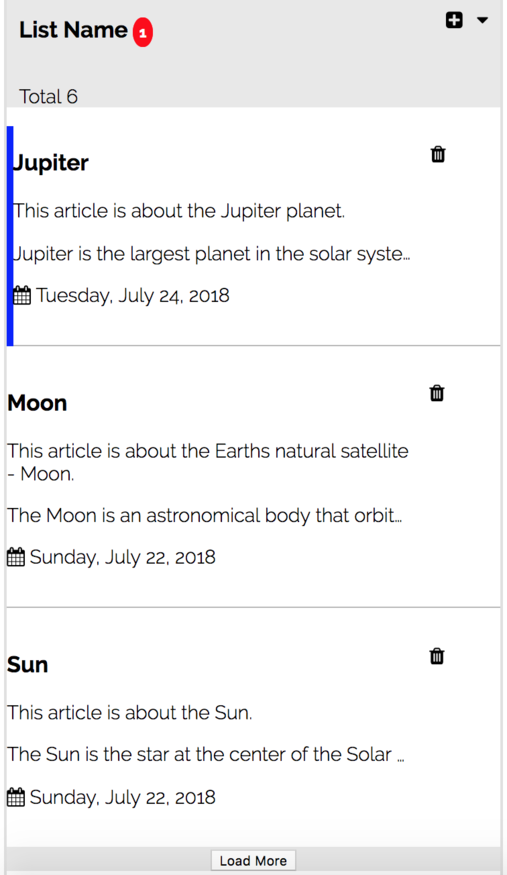 List Name 1
Total 6
Jupiter
This article is about the Jupiter planet.
Jupiter is the largest planet in the solar syste...
Tuesday, July 24, 2018
Moon
This article is about the Earths natural satellite
- Moon.
The Moon is an astronomical body that orbit...
Sunday, July 22, 2018
Sun
This article is about the Sun.
The Sun is the star at the center of the Solar ...
Sunday, July 22, 2018
Load More